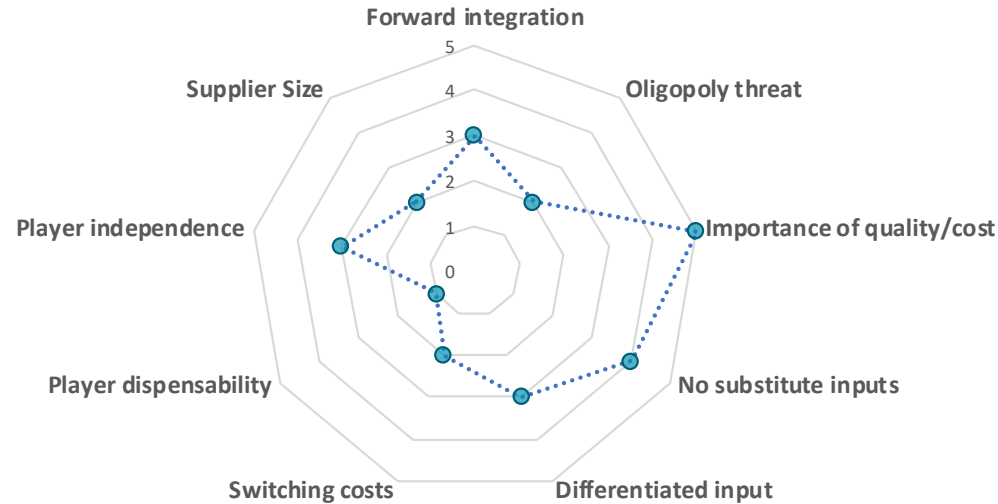 Forward integration
5
Supplier Size
Oligopoly threat
4
3
2
Player independence
1
Importance of quality/cost
0
Player dispensability
No substitute inputs
Switching costs
Differentiated input